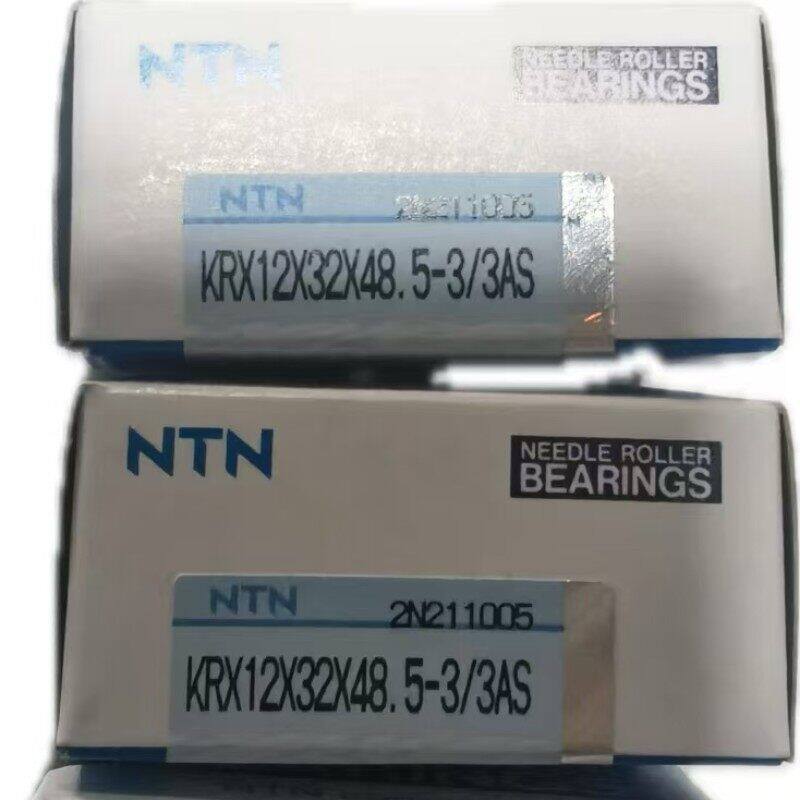 NTN
NEEDLE ROLLER
BEARINGS
NTN 2N211005
KRX12X32X48.5-3/3AS
NTN
NEEDLE ROLLER
BEARINGS
NTN 2N211005
KRX12X32X48.5-3/3AS